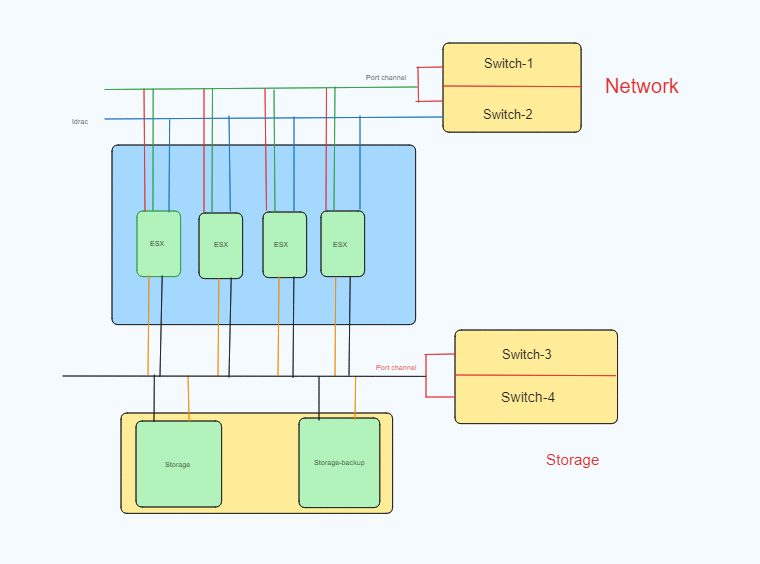 Switch-1
Port channel
Network
Switch-2
Idrac
ESX
ESX
ESX
ESX
Switch-3
Port channel
Switch-4
Storage
Storage
Storage-backup